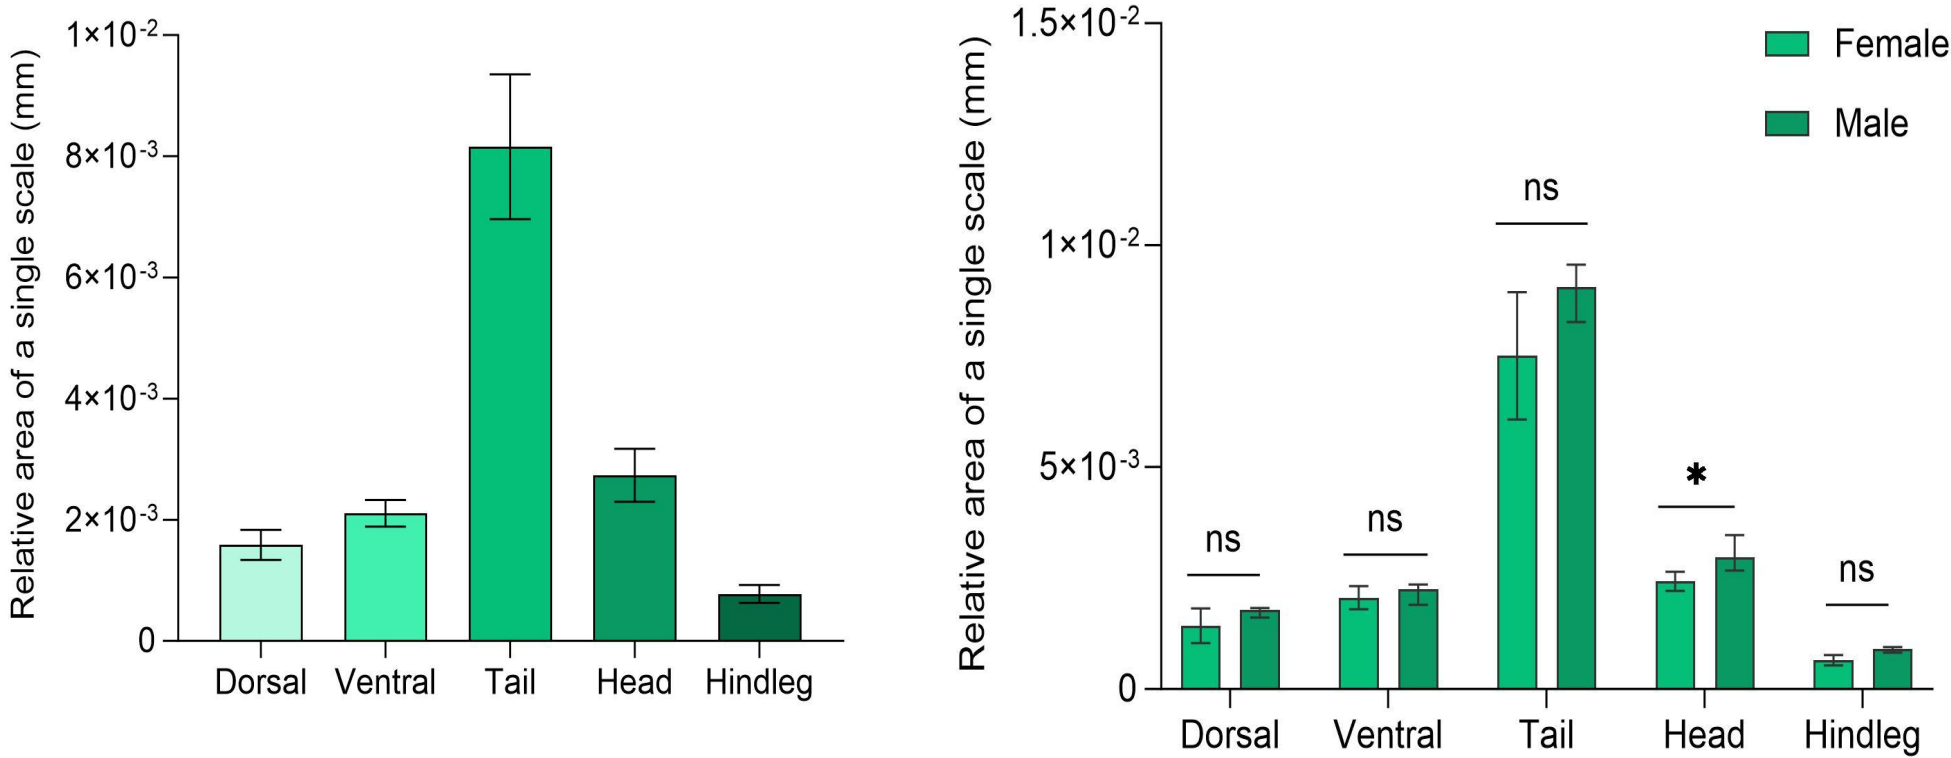 Relative area of a single scale (mm)
1×10⁻²
8×10⁻³
6×10⁻³
4×10⁻³
2×10⁻³
0
Dorsal Ventral Tail Head Hindleg
Relative area of a single scale (mm)
1.5×10⁻²
1×10⁻²
5×10⁻³
0
Female
Male
ns
ns
ns
*
ns
Dorsal Ventral Tail Head Hindleg